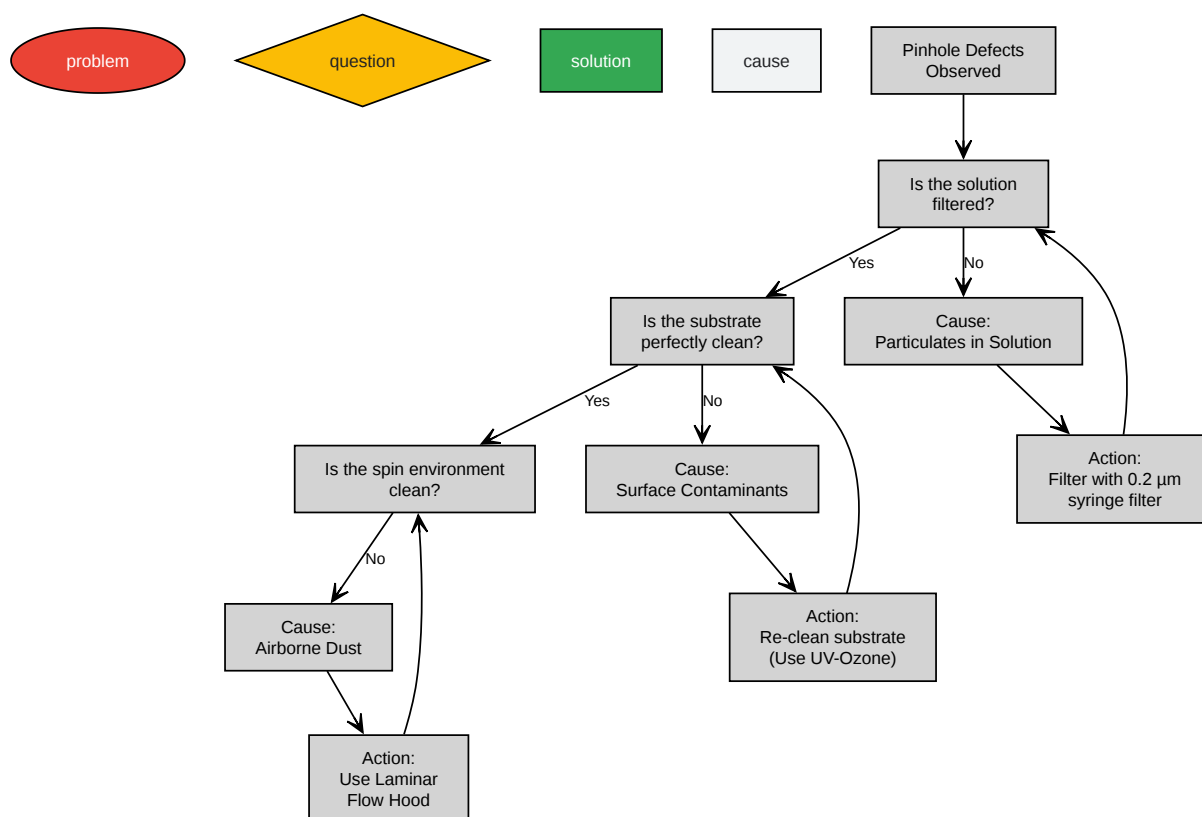 problem
question
solution
cause
Pinhole Defects
Observed
Is the solution
filtered?
Yes
No
Is the substrate
perfectly clean?
Cause:
Particulates in Solution
Yes
No
Is the spin environment
clean?
Cause:
Surface Contaminants
Action:
Filter with 0.2 µm
syringe filter
No
Cause:
Airborne Dust
Action:
Re-clean substrate
(Use UV-Ozone)
Action:
Use Laminar
Flow Hood